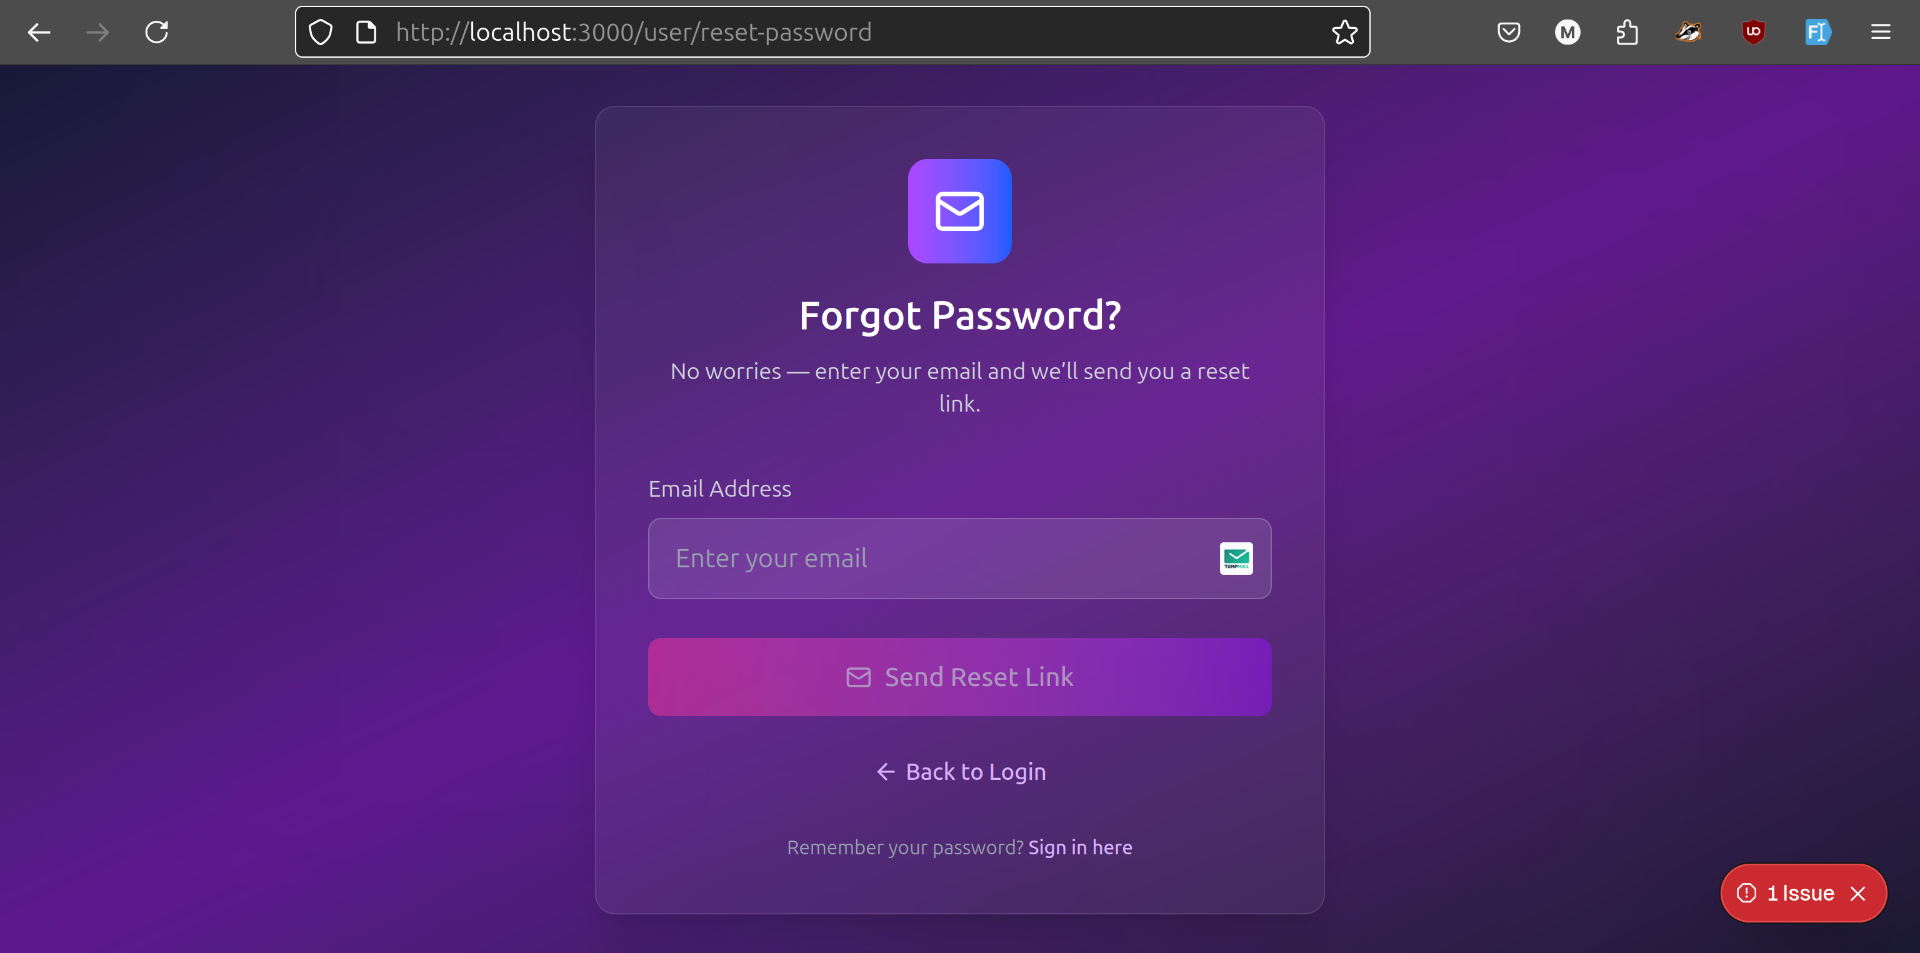 http://localhost:3000/user/reset-password
M
UO
F
Forgot Password?
No worries — enter your email and we’ll send you a reset
link.
Email Address
Enter your email
TEMPMAIL
Send Reset Link
Back to Login
Remember your password? Sign in here
1 Issue